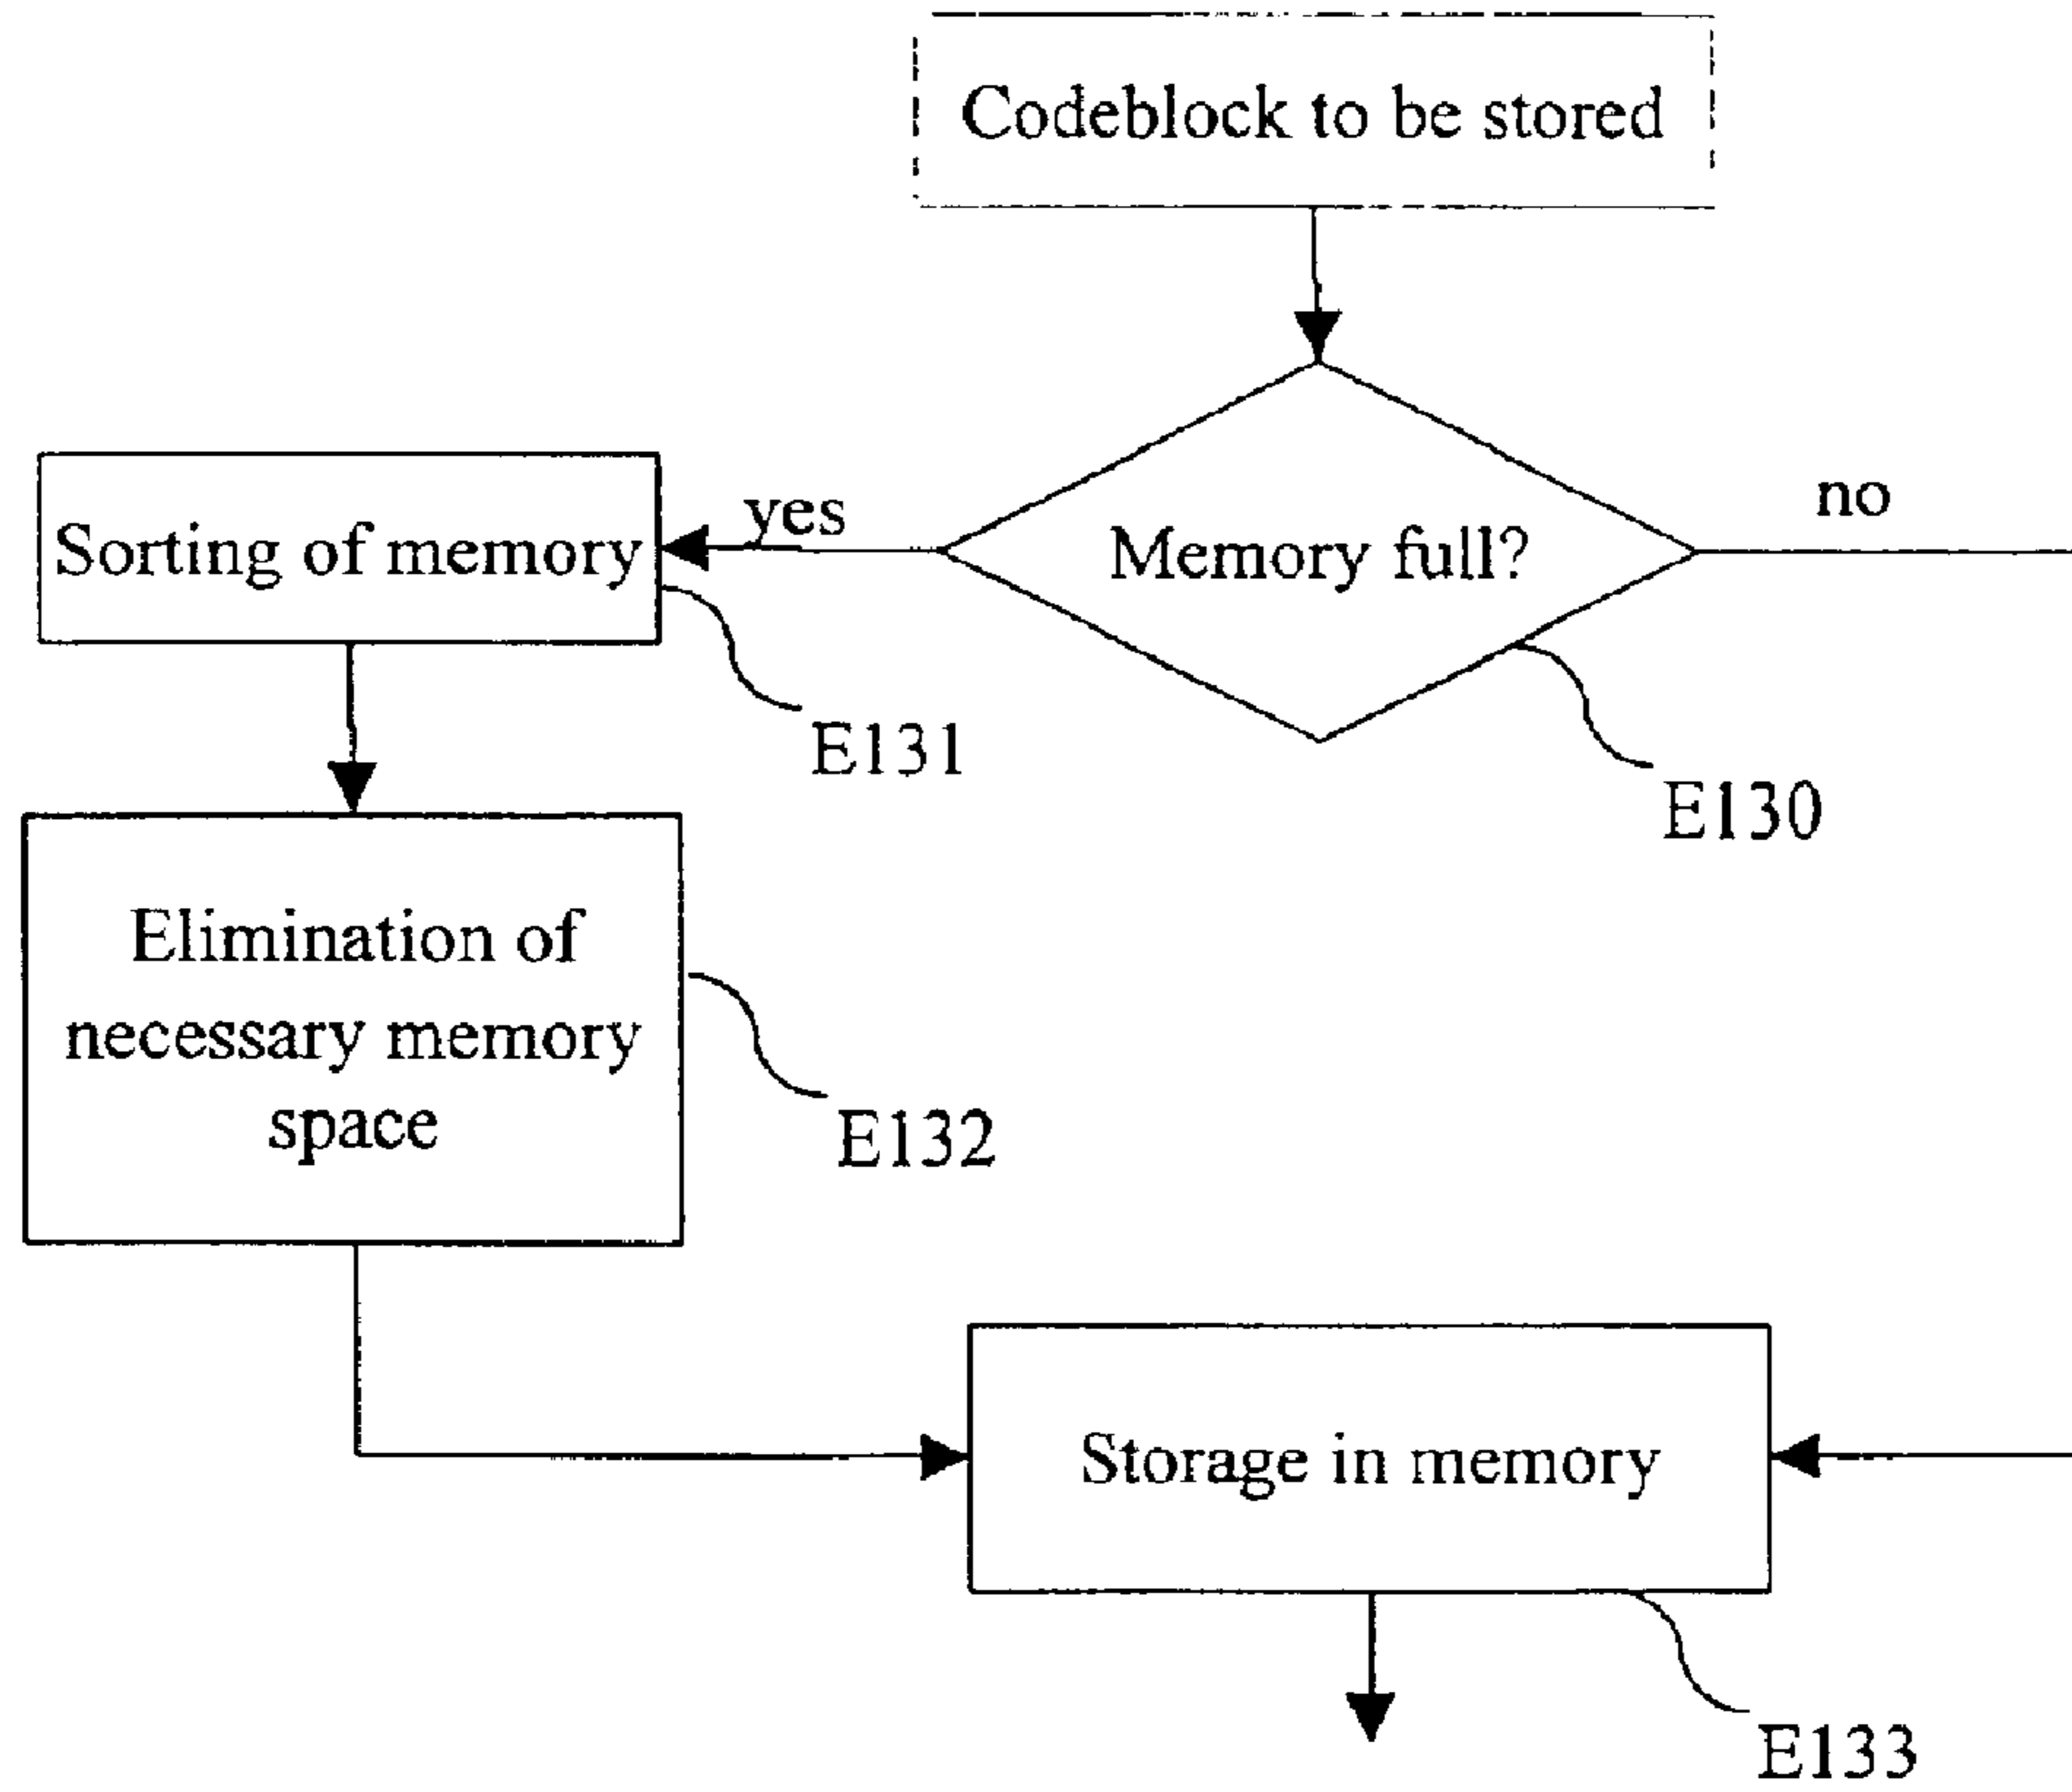 Codeblock to be stored
Memory full?
yes
no
Sorting of memory
E131
E130
Elimination of
necessary memory
space
E132
Storage in memory
E133